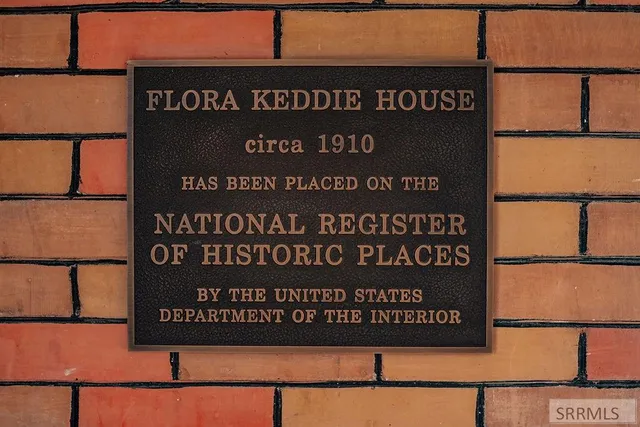 FLORA KEDDIE HOUSE
circa 1910
HAS BEEN PLACED ON THE
NATIONAL REGISTER
OF HISTORIC PLACES
BY THE UNITED STATES
DEPARTMENT OF THE INTERIOR
SRRMLS